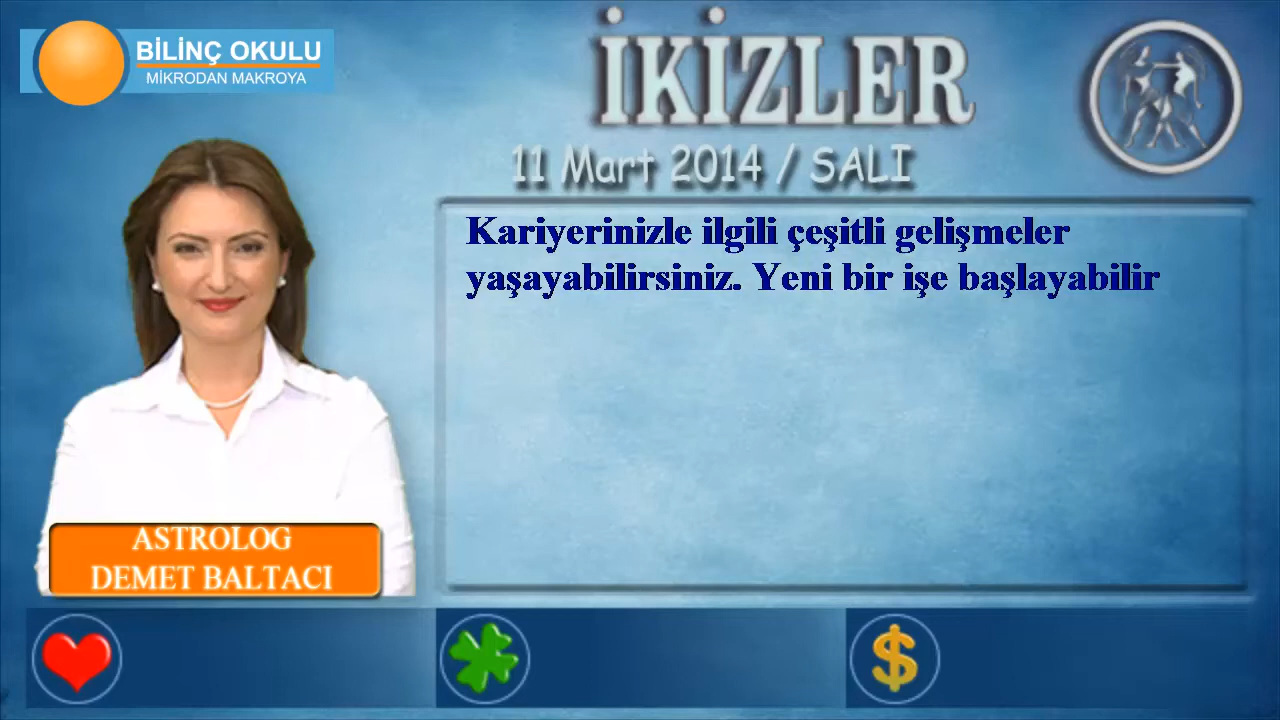 BİLİNÇ OKULU
MİKRODAN MAKROYA
İKİZLER
11 Mart 2014 / SALI
Kariyerinizle ilgili çeşitli gelişmeler
yaşayabilirsiniz. Yeni bir işe başlayabilir
ASTROLOG
DEMET BALTACI